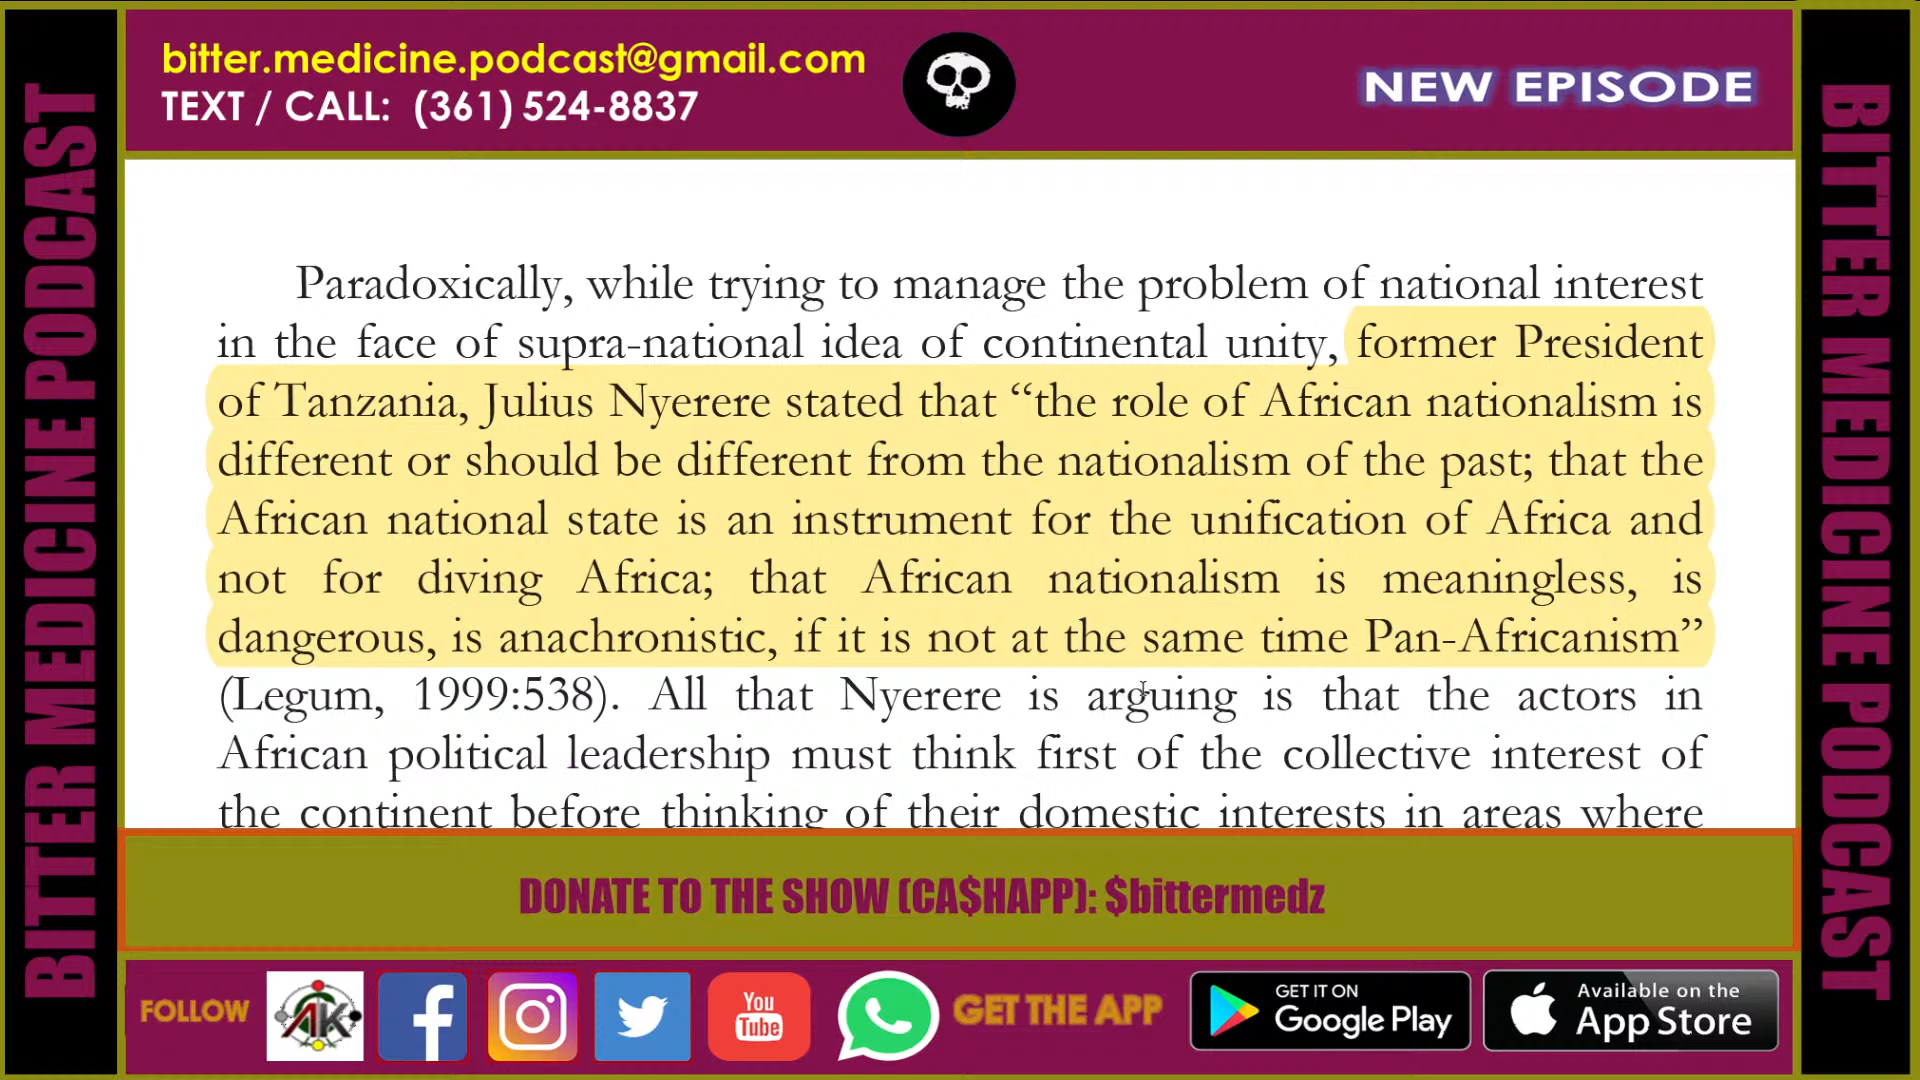 bitter.medicine.podcast@gmail.com
TEXT / CALL: (361) 524-8837
NEW EPISODE
BITTER MEDICINE PODCAST
BITTER MEDICINE PODCAST
Paradoxically, while trying to manage the problem of national interest
in the face of supra-national idea of continental unity, former President
of Tanzania, Julius Nyerere stated that “the role of African nationalism is
different or should be different from the nationalism of the past; that the
African national state is an instrument for the unification of Africa and
not for diving Africa; that African nationalism is meaningless, is
dangerous, is anachronistic, if it is not at the same time Pan-Africanism”
(Legum, 1999:538). All that Nyerere is arguing is that the actors in
African political leadership must think first of the collective interest of
the continent before thinking of their domestic interests in areas where
DONATE TO THE SHOW (CA$HAPP): $bittermedz
FOLLOW
AK
f
You
Tube
GET THE APP
GET IT ON
Google Play
Available on the
App Store